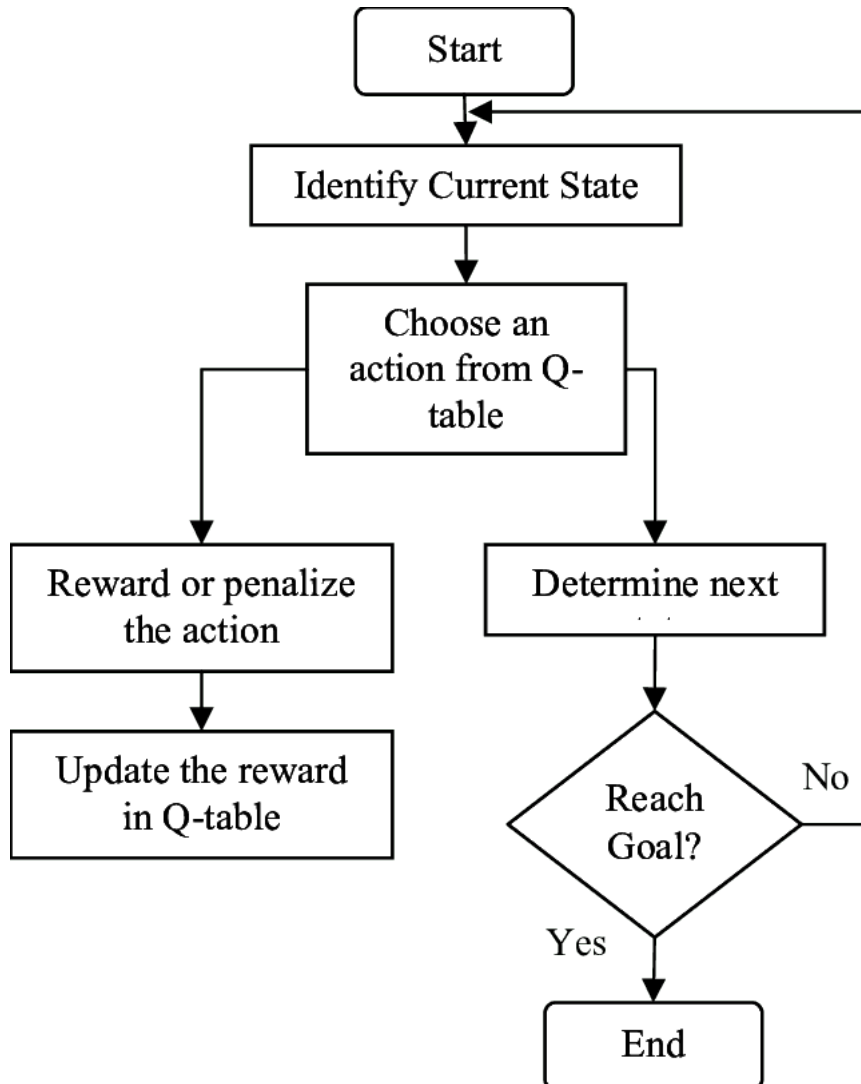 Start
Identify Current State
Choose an
action from Q-
table
Reward or penalize
the action
Determine next
Update the reward
in Q-table
Reach
Goal?
No
Yes
End